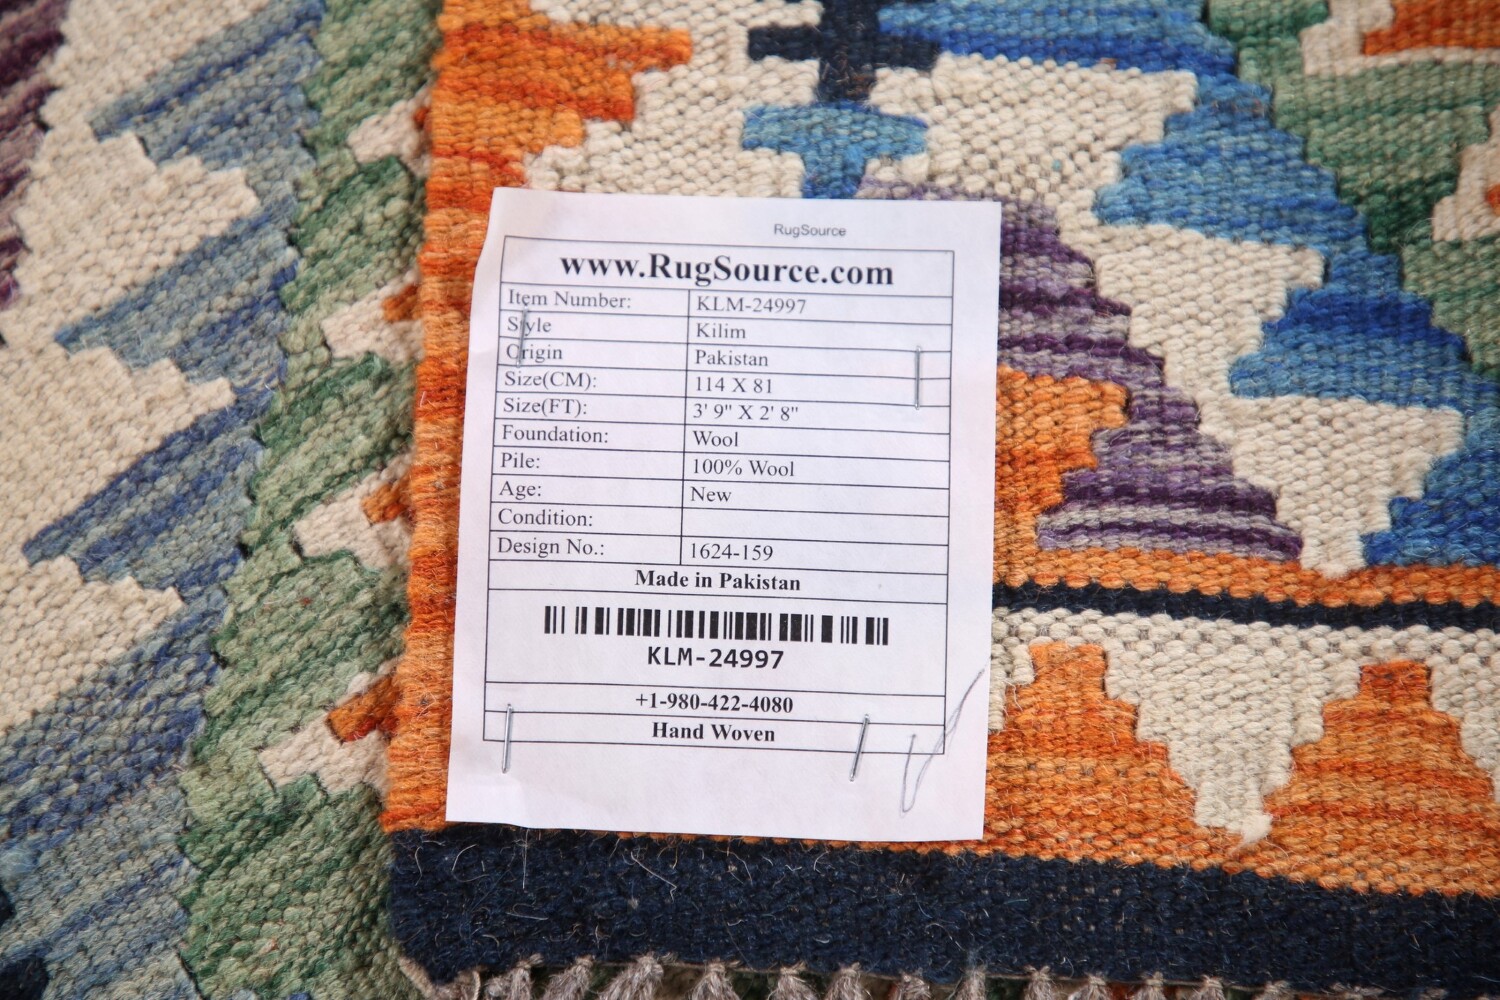 RugSource
www.RugSource.com
Item Number: KLM-24997
Style Kilim
Origin Pakistan
Size(CM): 114 X 81
Size(FT): 3' 9" X 2' 8"
Foundation: Wool
Pile: 100% Wool
Age: New
Condition:
Design No.: 1624-159
Made in Pakistan
KLM-24997
+1-980-422-4080
Hand Woven